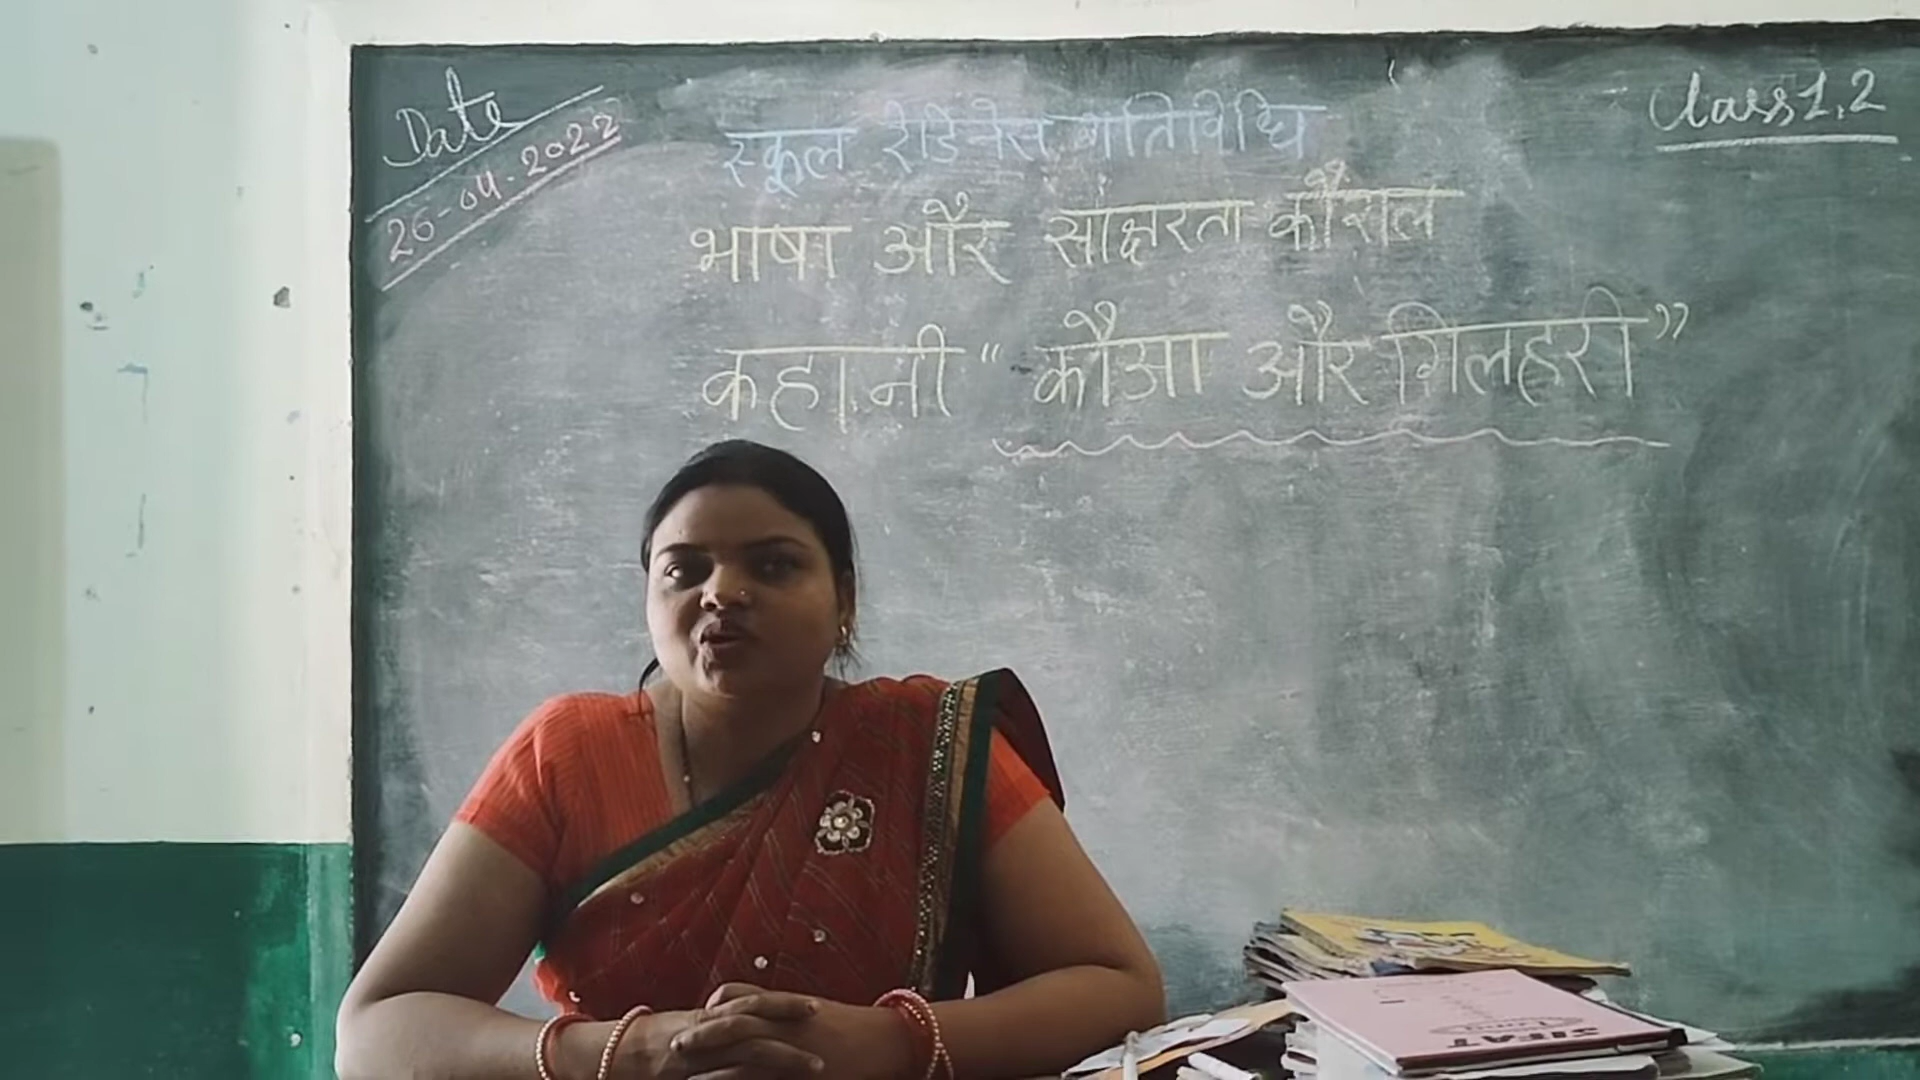 Date
26-04-2022
Class 1,2
स्कूल रेडिनेस गतिविधि
भाषा और साक्षरता कौशल
कहानी "कौआ और गिलहरी"